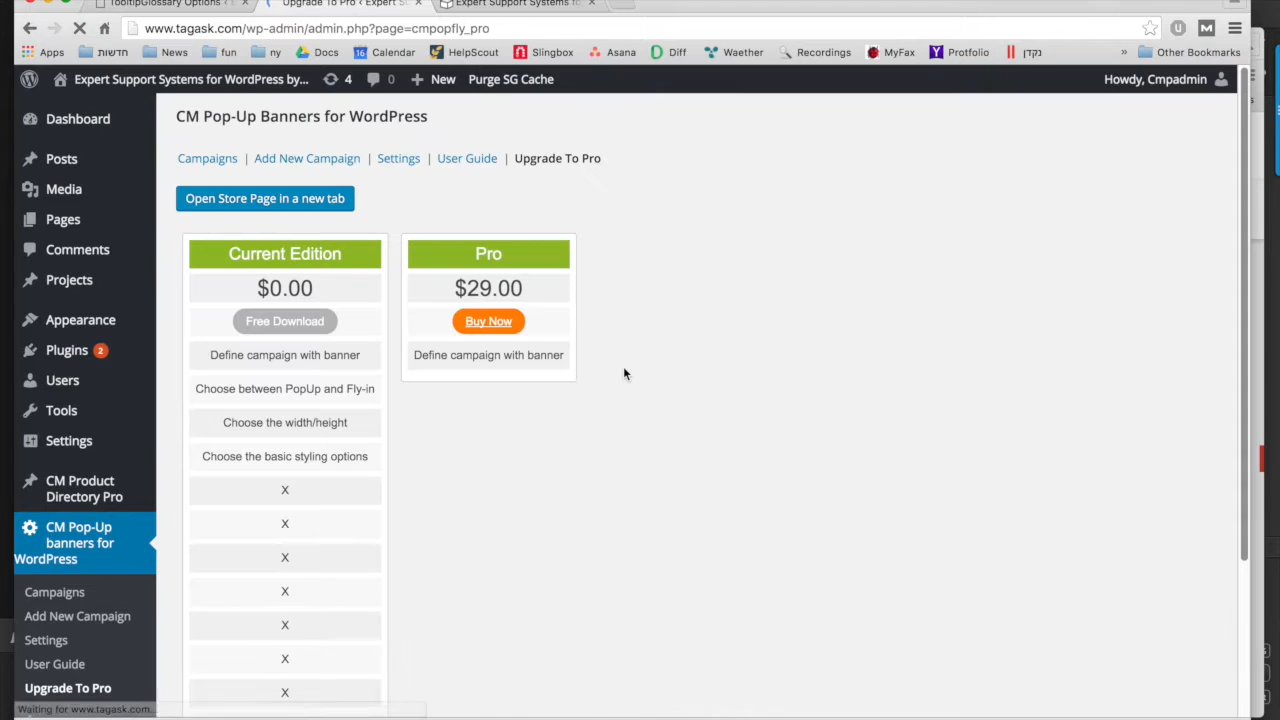 TooltipGlossary Options
Upgrade To Pro
Expert Support Systems fo
www.tagask.com/wp-admin/admin.php?page=cmpopfly_pro
Apps
חדשות
News
fun
ny
Docs
16 Calendar
HelpScout
Slingbox
Asana
Diff
Waether
Recordings
MyFax
Protfolio
נקדן
»
Other Bookmarks
Expert Support Systems for WordPress by...
4
0
New
Purge SG Cache
Howdy, Cmpadmin
Dashboard
Posts
Media
Pages
Comments
Projects
Appearance
Plugins 2
Users
Tools
Settings
CM Product
Directory Pro
CM Pop-Up
banners for
WordPress
Campaigns
Add New Campaign
Settings
User Guide
Upgrade To Pro
CM Pop-Up Banners for WordPress
Campaigns | Add New Campaign | Settings | User Guide | Upgrade To Pro
Open Store Page in a new tab
Current Edition
$0.00
Free Download
Define campaign with banner
Choose between PopUp and Fly-in
Choose the width/height
Choose the basic styling options
X
X
X
X
X
X
X
Pro
$29.00
Buy Now
Define campaign with banner
Waiting for www.tagask.com...